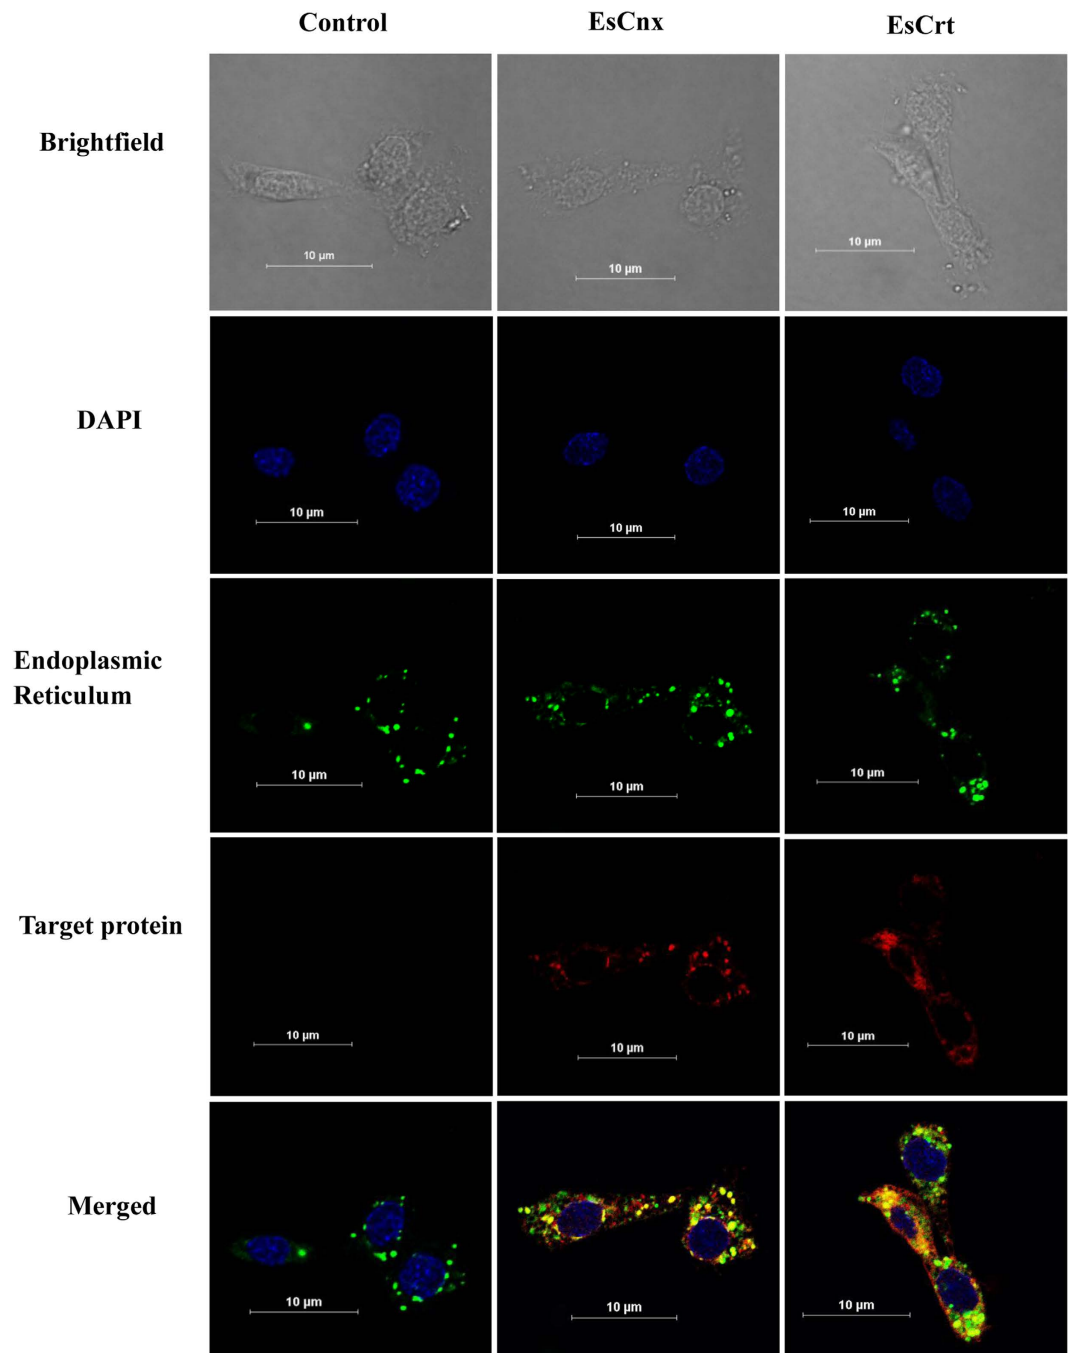 Control EsCnx EsCrt
Brightfield
10 µm 10 µm 10 µm
DAPI
10 µm 10 µm 10 µm
Endoplasmic
Reticulum
10 µm 10 µm 10 µm
Target protein
10 µm 10 µm 10 µm
Merged
10 µm 10 µm 10 µm